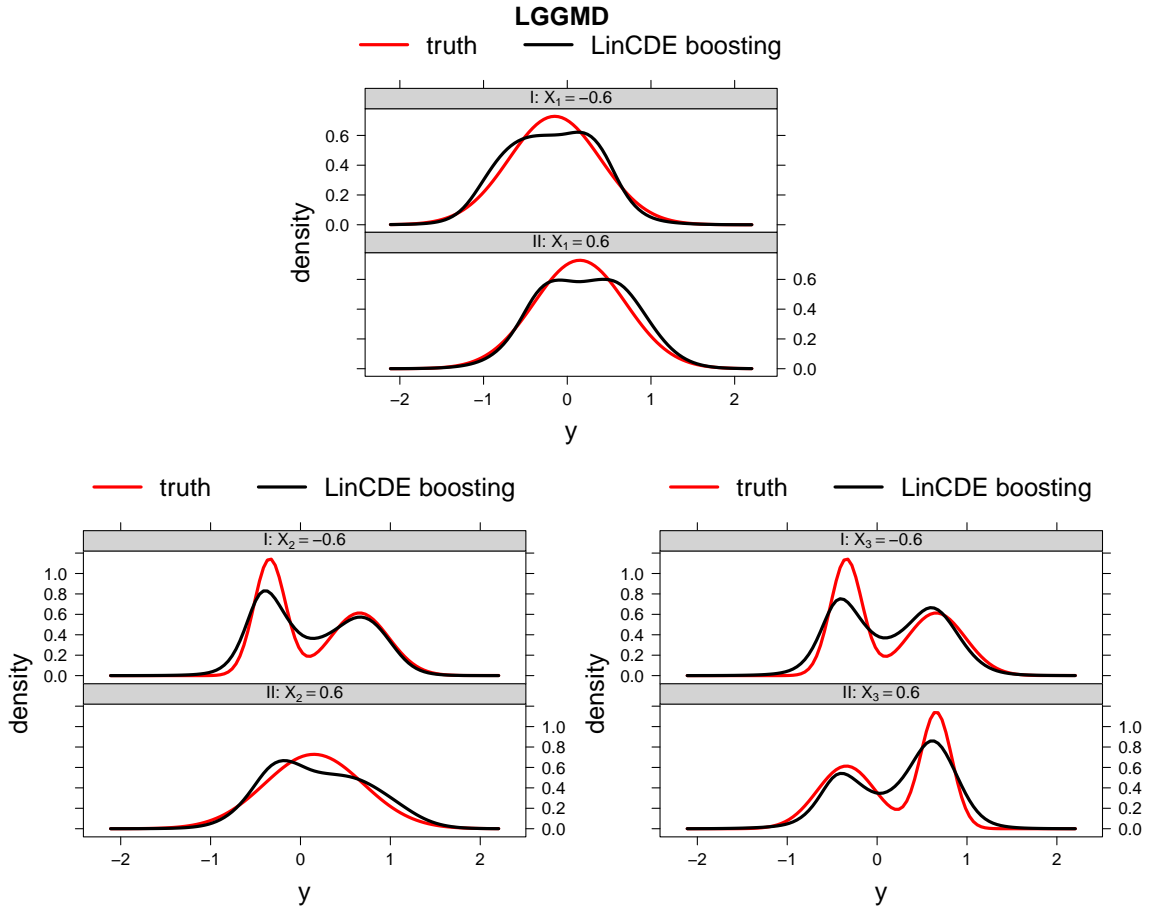 LGGMD
truth LinCDE boosting
I: X₁ = −0.6
0.6
0.4
0.2
0.0
II: X₁ = 0.6
0.6
0.4
0.2
0.0
density
−2 −1 0 1 2
y
truth LinCDE boosting
I: X₂ = −0.6
1.0
0.8
0.6
0.4
0.2
0.0
II: X₂ = 0.6
1.0
0.8
0.6
0.4
0.2
0.0
density
−2 −1 0 1 2
y
truth LinCDE boosting
I: X₃ = −0.6
1.0
0.8
0.6
0.4
0.2
0.0
II: X₃ = 0.6
1.0
0.8
0.6
0.4
0.2
0.0
density
−2 −1 0 1 2
y